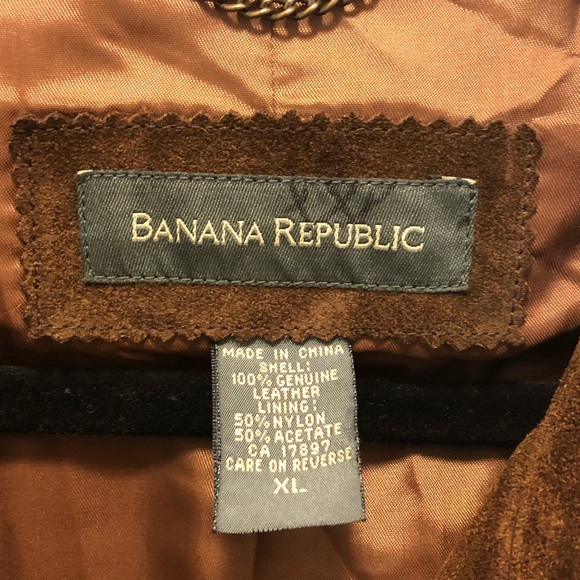 BANANA REPUBLIC
MADE IN CHINA
SHELL:
100% GENUINE
LEATHER
LINING:
50% NYLON
50% ACETATE
CA 17897
CARE ON REVERSE
XL